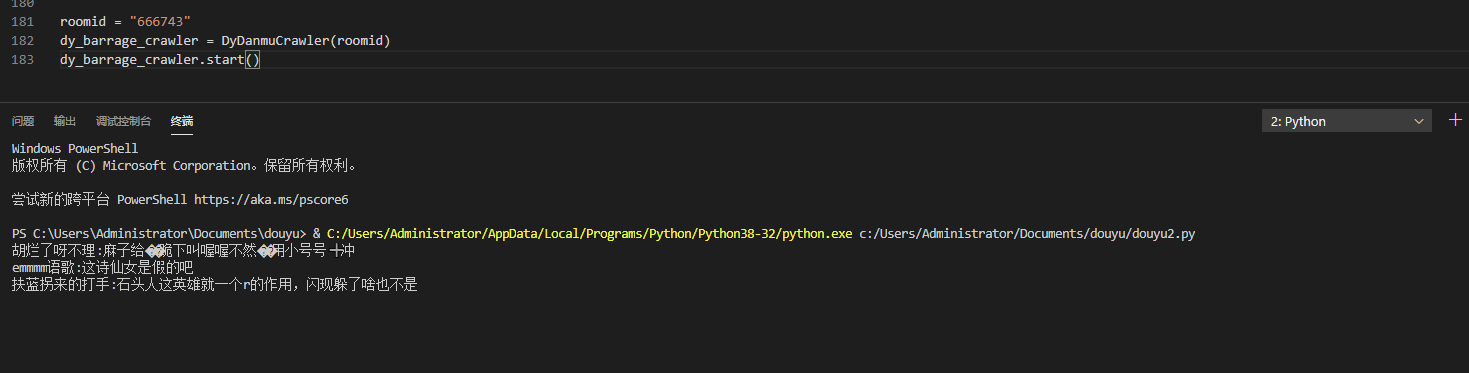 180
181 roomid = "666743"
182 dy_barrage_crawler = DyDanmuCrawler(roomid)
183 dy_barrage_crawler.start()
问题 输出 调试控制台 终端 2: Python
Windows PowerShell
版权所有 (C) Microsoft Corporation。保留所有权利。
尝试新的跨平台 PowerShell https://aka.ms/pscore6
PS C:\Users\Administrator\Documents\douyu> & C:/Users/Administrator/AppData/Local/Programs/Python/Python38-32/python.exe c:/Users/Administrator/Documents/douyu/douyu2.py
胡烂了呀不理:麻子给跪下叫喔喔不然用小号号
emmmm语歌:这诗仙女是假的吧
扶蓝拐来的打手:石头人这英雄就一个r的作用，闪现躲了啥也不是